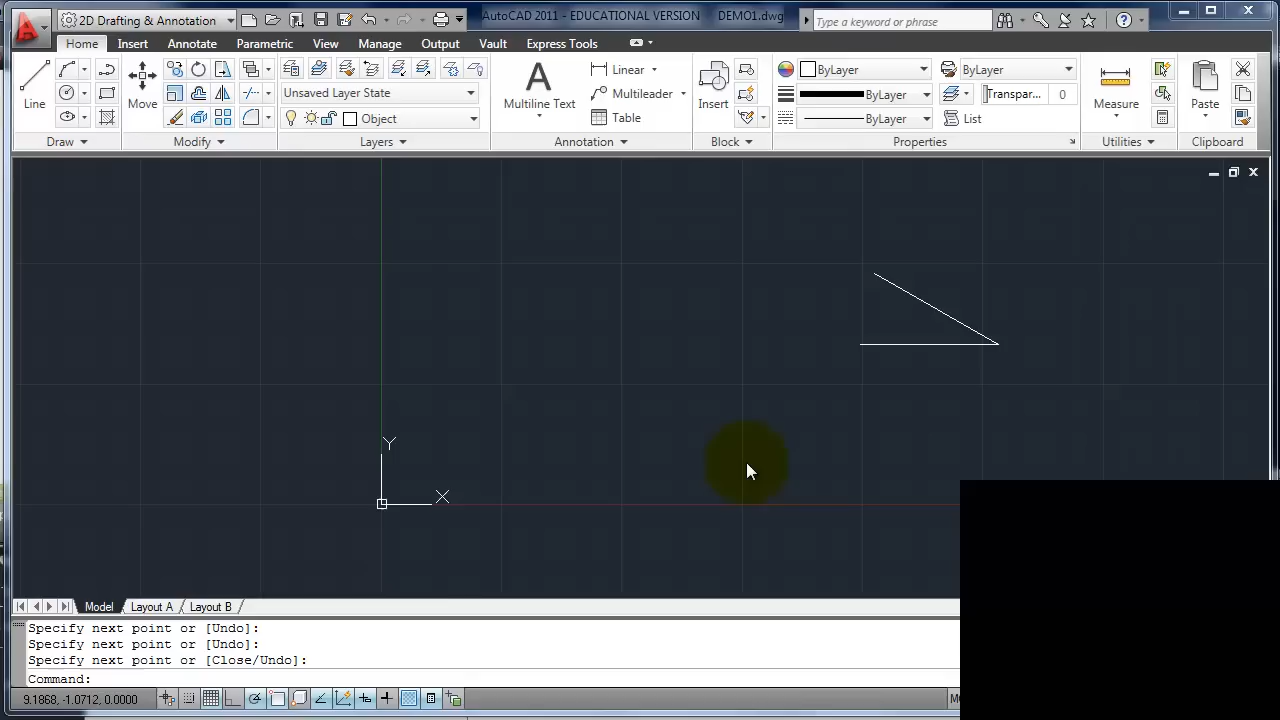 2D Drafting & Annotation
AutoCAD 2011 - EDUCATIONAL VERSION DEMO1.dwg
Type a keyword or phrase
Home Insert Annotate Parametric View Manage Output Vault Express Tools
Line
Move
Unsaved Layer State
Object
Multiline Text
Linear
Multileader
Table
Insert
ByLayer
ByLayer
ByLayer
ByLayer
Transpar... 0
List
Measure
Paste
Draw Modify Layers Annotation Block Properties Utilities Clipboard
Y
X
Model Layout A Layout B
Specify next point or [Undo]:
Specify next point or [Undo]:
Specify next point or [Close/Undo]:
Command:
9.1868, -1.0712, 0.0000